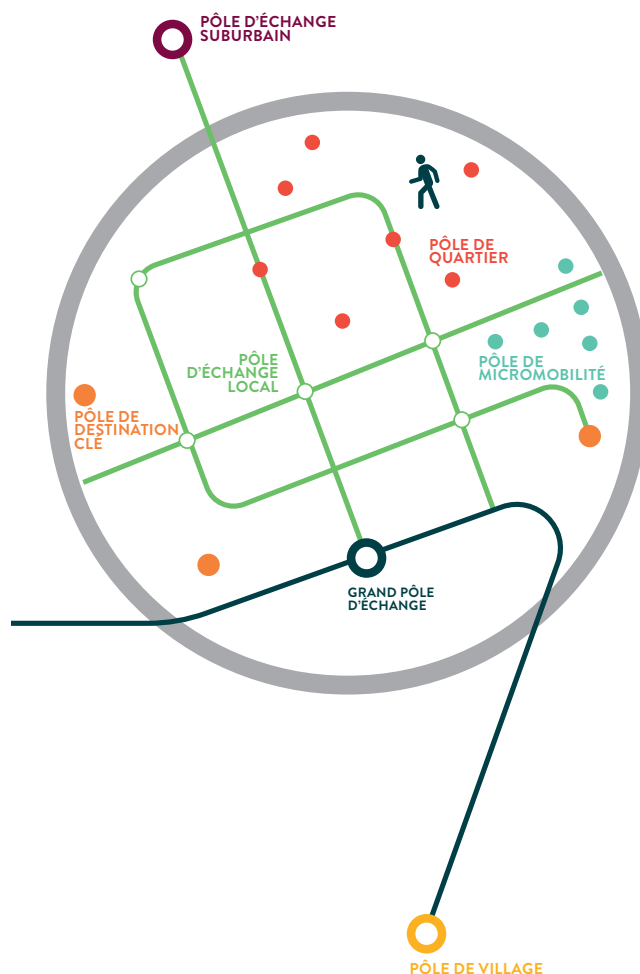 PÔLE D'ÉCHANGE
SUBURBAIN
PÔLE DE
QUARTIER
PÔLE
D'ÉCHANGE
LOCAL
PÔLE DE
MICROMOBILITÉ
PÔLE DE
DESTINATION
CLÉ
GRAND PÔLE
D'ÉCHANGE
PÔLE DE VILLAGE